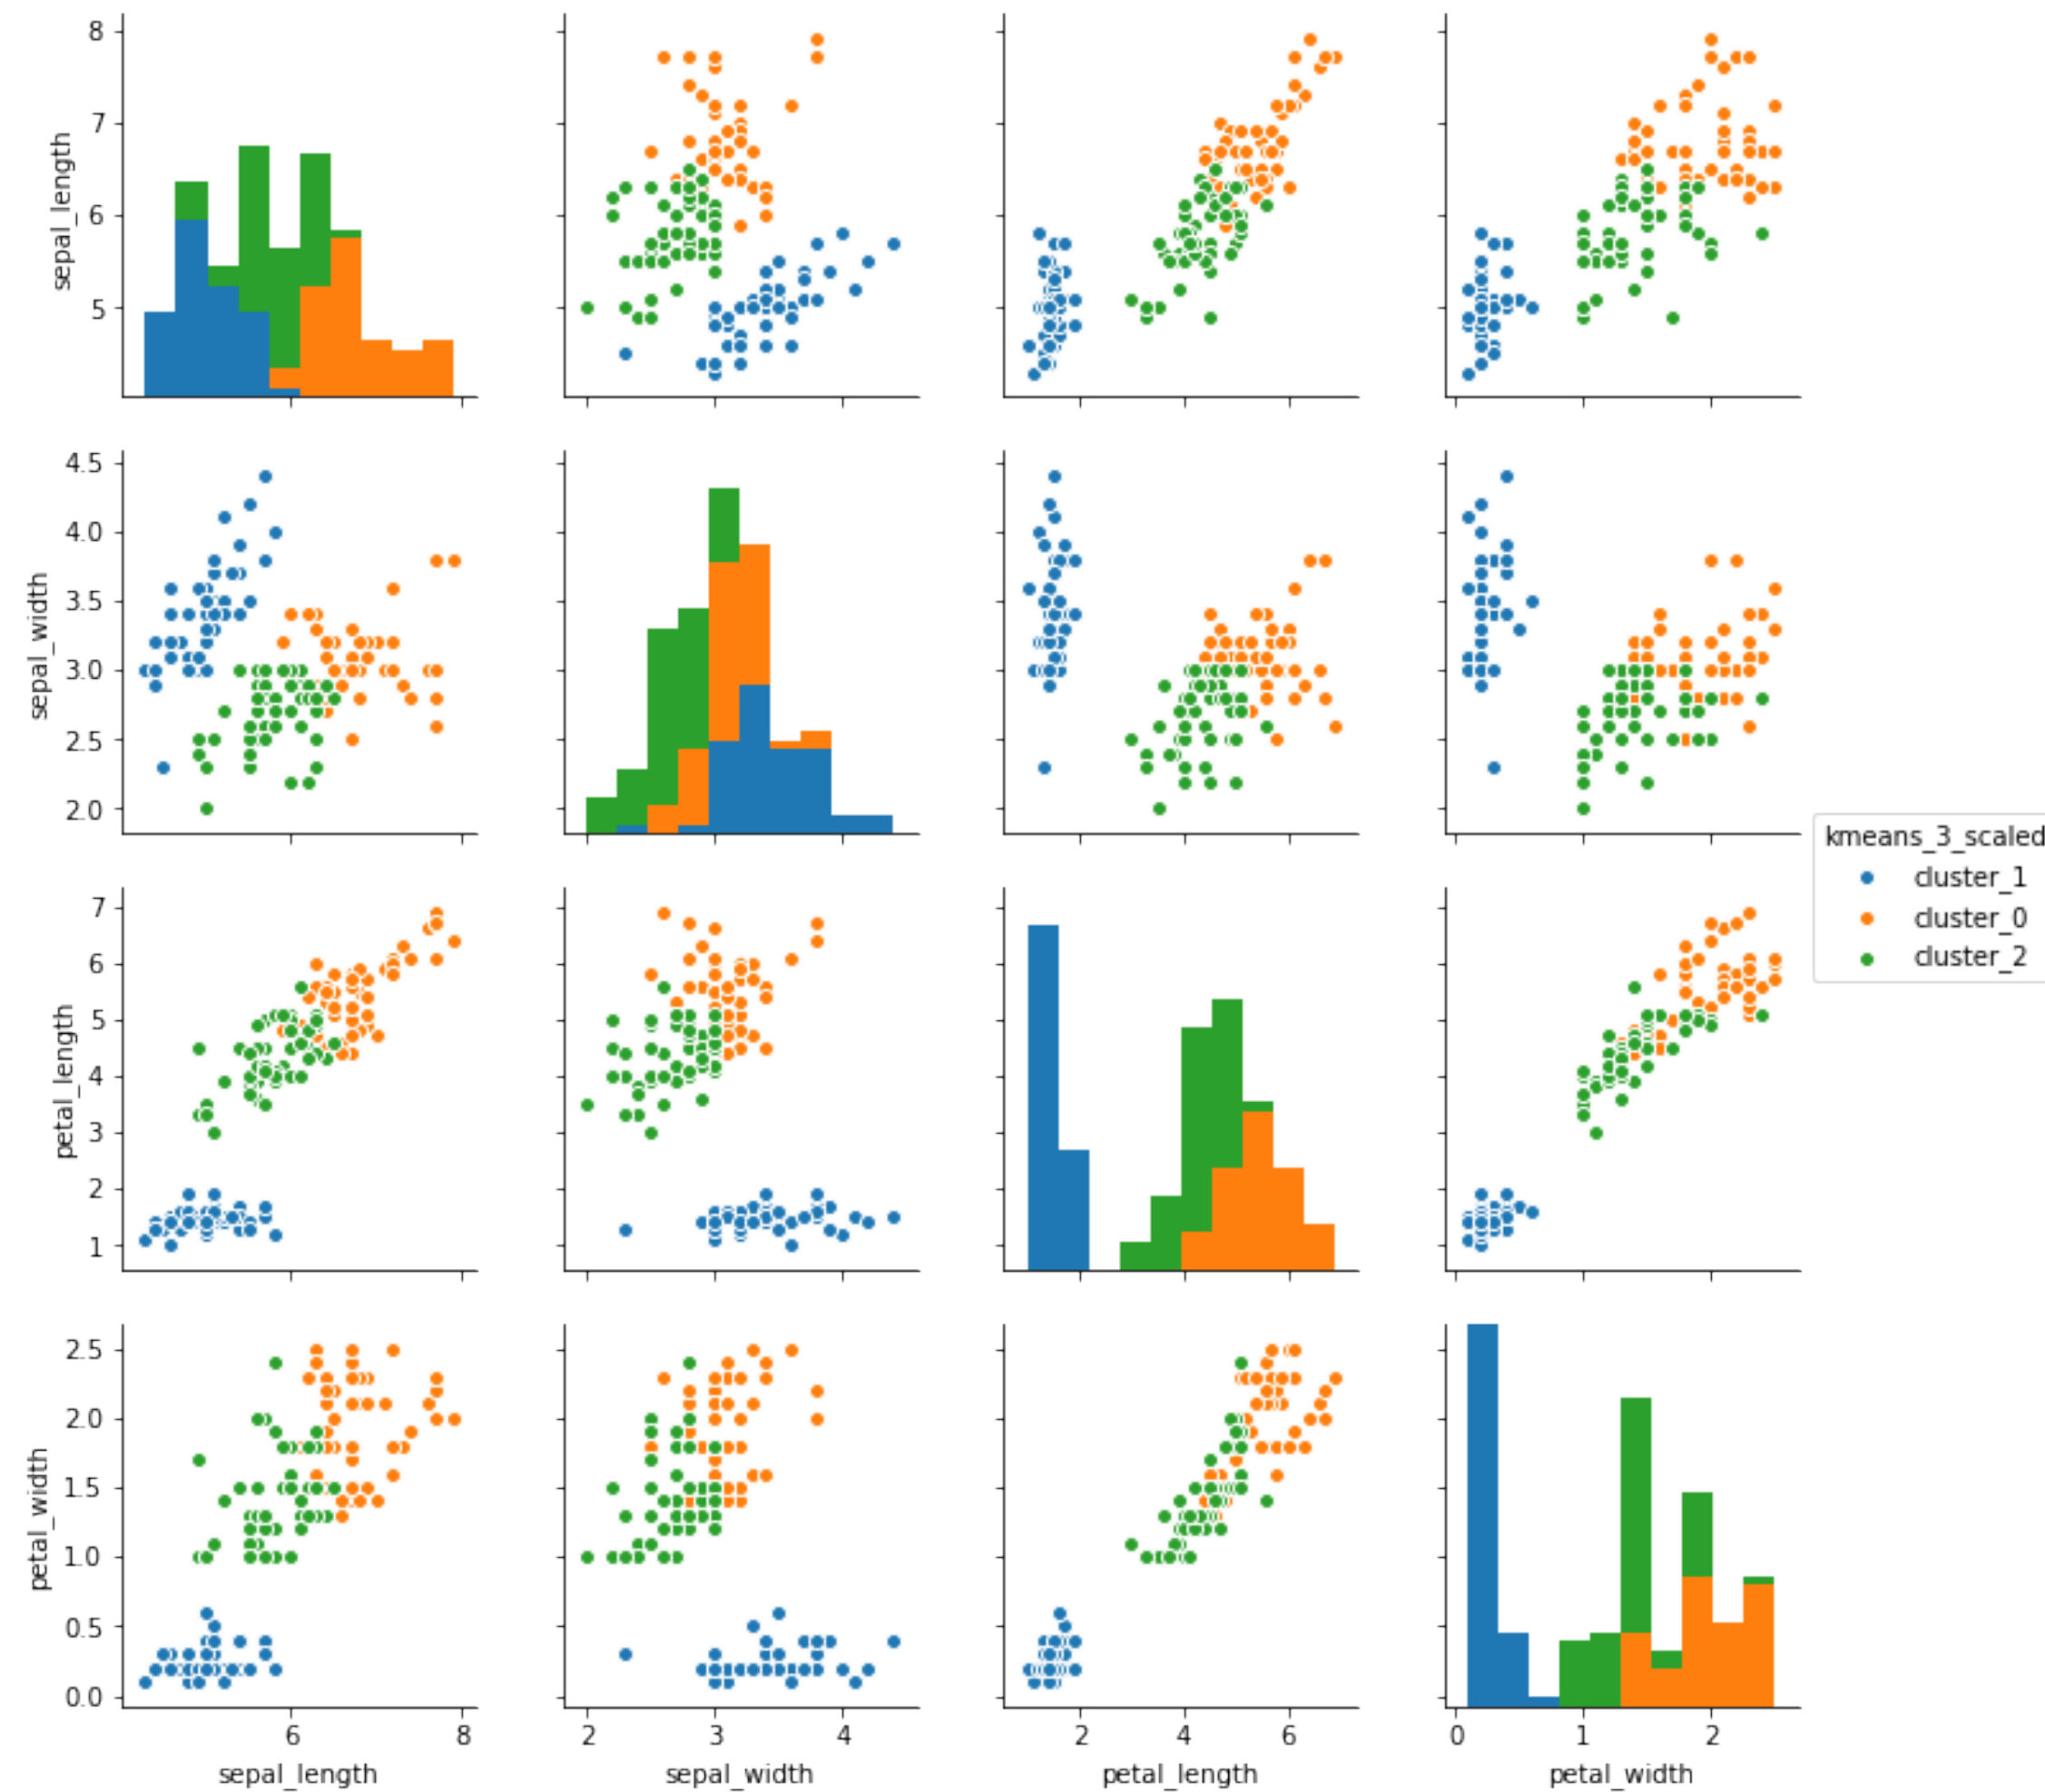 8
7
6
5
sepal_length
4.5
4.0
3.5
3.0
2.5
2.0
sepal_width
kmeans_3_scaled
cluster_1
cluster_0
cluster_2
7
6
5
4
3
2
1
petal_length
2.5
2.0
1.5
1.0
0.5
0.0
petal_width
6 8 2 3 4 2 4 6 0 1 2
sepal_length sepal_width petal_length petal_width